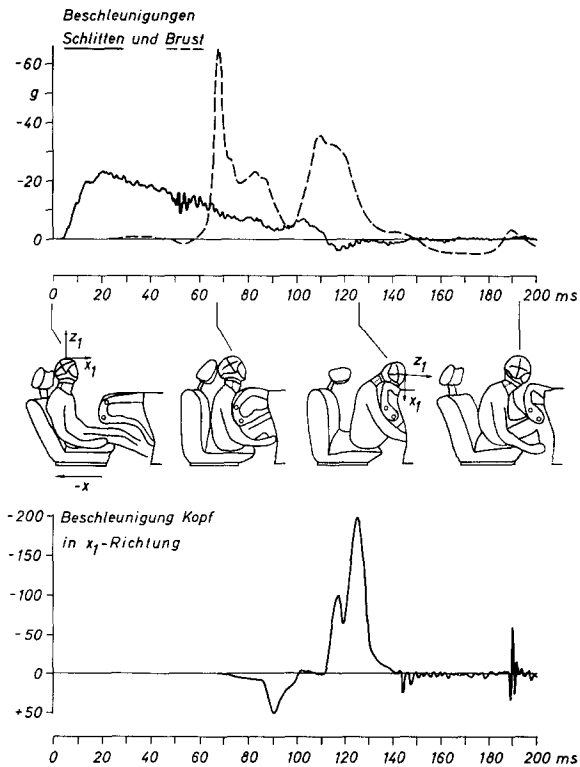 Beschleunigungen
Schlitten und Brust
-60
g
-40
-20
0
0 20 40 60 80 100 120 140 160 180 200 ms
z1
x1
-x
z1
x1
-200
Beschleunigung Kopf
in x1-Richtung
-150
-100
-50
0
+50
0 20 40 60 80 100 120 140 160 180 200 ms